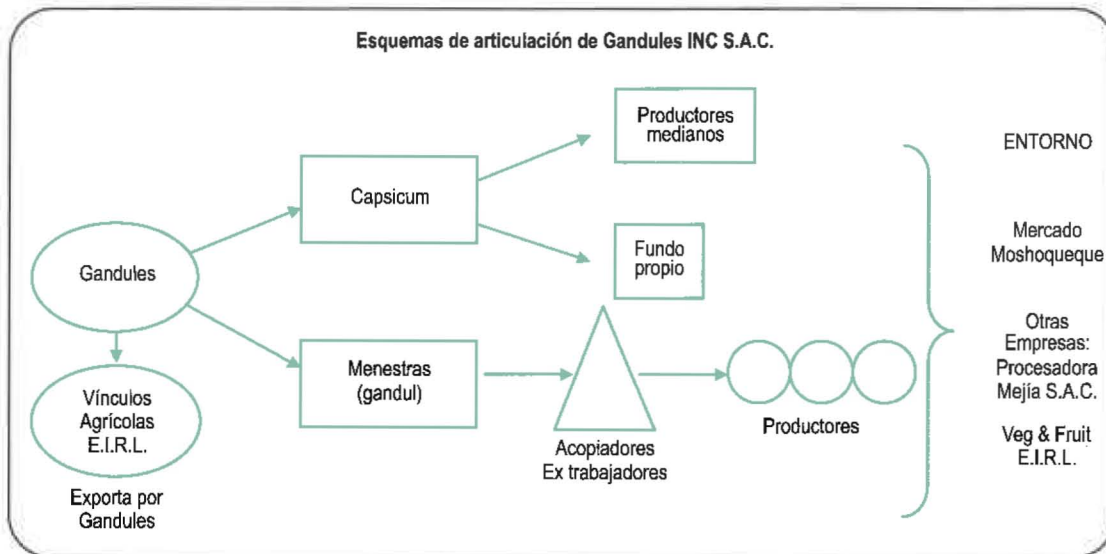 Esquemas de articulación de Gandules INC S.A.C.
Productores
medianos
Capsicum
Fundo
propio
Gandules
Menestras
(gandul)
Vínculos
Agrícolas
E.I.R.L.
Exporta por
Gandules
Acopiadores
Ex trabajadores
Productores
ENTORNO
Mercado
Moshoqueque
Otras
Empresas:
Procesadora
Mejía S.A.C.
Veg & Fruit
E.I.R.L.